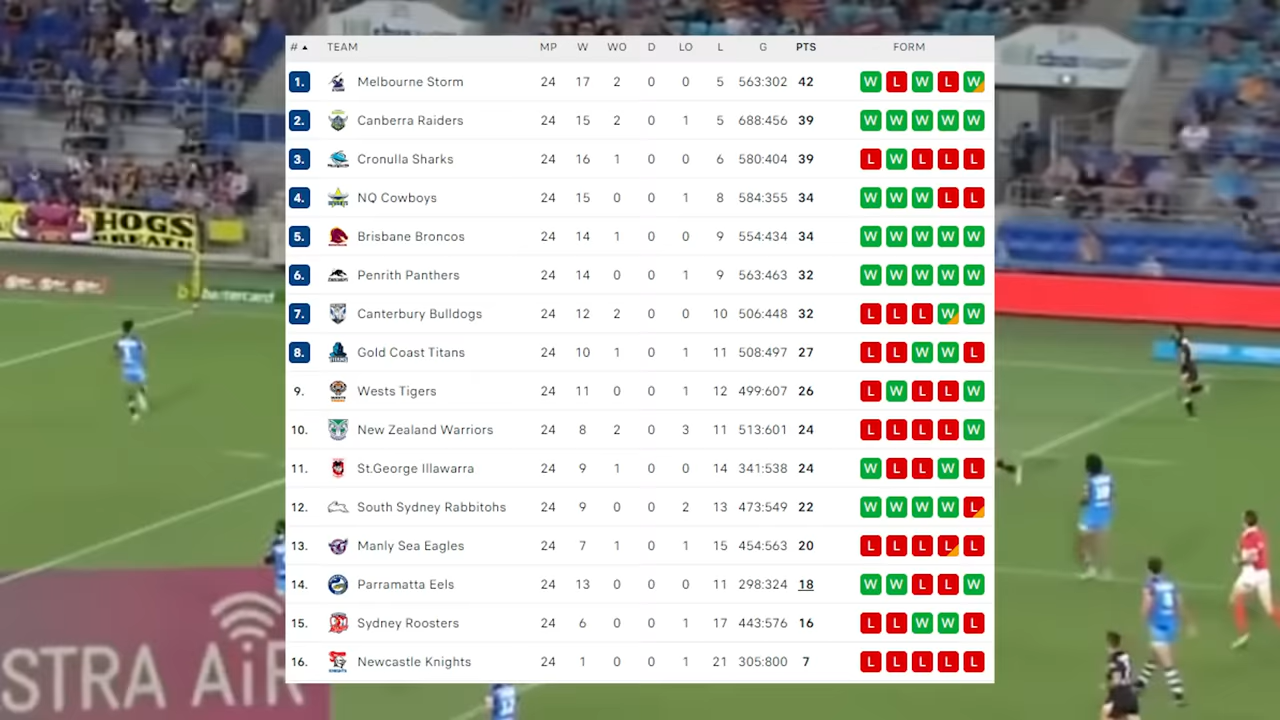 # ▲ TEAM MP W WO D LO L G PTS FORM
1. Melbourne Storm 24 17 2 0 0 5 563:302 42 W L W L W
2. Canberra Raiders 24 15 2 0 1 5 688:456 39 W W W W W
3. Cronulla Sharks 24 16 1 0 0 6 580:404 39 L W L L L
4. NQ Cowboys 24 15 0 0 1 8 584:355 34 W W W L L
5. Brisbane Broncos 24 14 1 0 0 9 554:434 34 W W W W W
6. Penrith Panthers 24 14 0 0 1 9 563:463 32 W W W W W
7. Canterbury Bulldogs 24 12 2 0 0 10 506:448 32 L L L W W
8. Gold Coast Titans 24 10 1 0 1 11 508:497 27 L L W W L
9. Wests Tigers 24 11 0 0 1 12 499:607 26 L W L L W
10. New Zealand Warriors 24 8 2 0 3 11 513:601 24 L L L L W
11. St.George Illawarra 24 9 1 0 0 14 341:538 24 W L L W L
12. South Sydney Rabbitohs 24 9 0 0 2 13 473:549 22 W W W W L
13. Manly Sea Eagles 24 7 1 0 1 15 454:563 20 L L L L L
14. Parramatta Eels 24 13 0 0 0 11 298:324 18 W W L L W
15. Sydney Roosters 24 6 0 0 1 17 443:576 16 L L W W L
16. Newcastle Knights 24 1 0 0 1 21 305:800 7 L L L L L
HOGS
BREATH
mastercard
STRA AiR